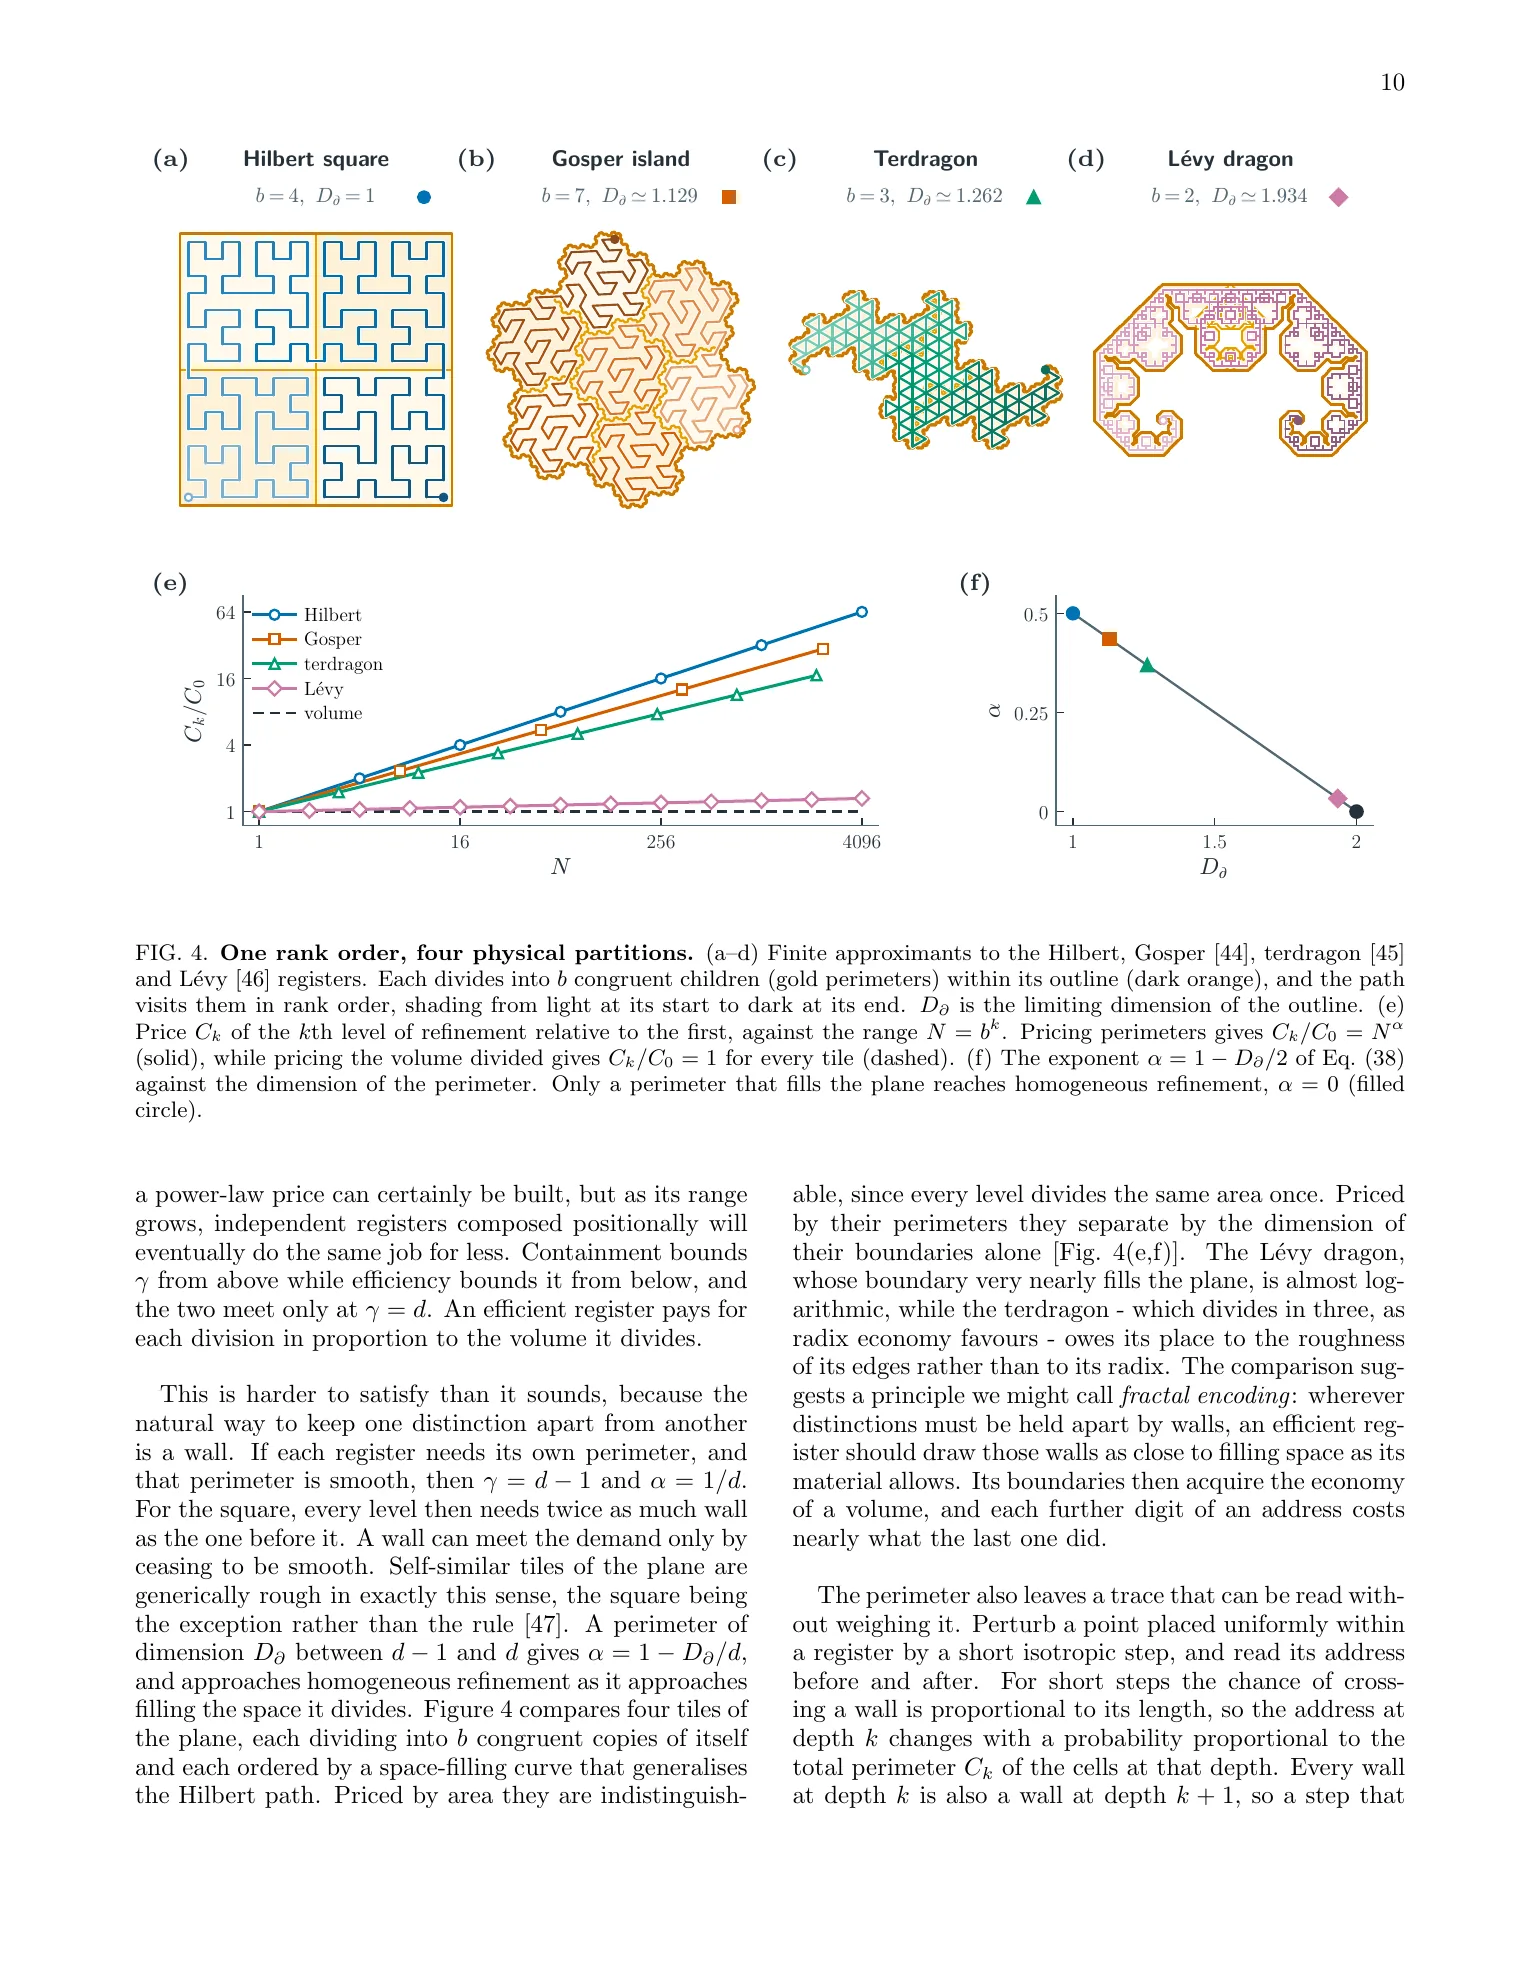 10
(a) Hilbert square
b = 4, D∂ = 1
(b) Gosper island
b = 7, D∂ ≃ 1.129
(c) Terdragon
b = 3, D∂ ≃ 1.262
(d) Lévy dragon
b = 2, D∂ ≃ 1.934
(e)
64
16
4
1
Ck/C0
Hilbert
Gosper
terdragon
Lévy
volume
1 16 256 4096
N
(f)
0.5
0.25
0
α
1 1.5 2
D∂
FIG. 4. One rank order, four physical partitions. (a–d) Finite approximants to the Hilbert, Gosper [44], terdragon [45]
and Lévy [46] registers. Each divides into b congruent children (gold perimeters) within its outline (dark orange), and the path
visits them in rank order, shading from light at its start to dark at its end. D∂ is the limiting dimension of the outline. (e)
Price Ck of the kth level of refinement relative to the first, against the range N = b^k. Pricing perimeters gives Ck/C0 = N^α
(solid), while pricing the volume divided gives Ck/C0 = 1 for every tile (dashed). (f) The exponent α = 1 − D∂/2 of Eq. (38)
against the dimension of the perimeter. Only a perimeter that fills the plane reaches homogeneous refinement, α = 0 (filled
circle).
a power-law price can certainly be built, but as its range
grows, independent registers composed positionally will
eventually do the same job for less. Containment bounds
γ from above while efficiency bounds it from below, and
the two meet only at γ = d. An efficient register pays for
each division in proportion to the volume it divides.
This is harder to satisfy than it sounds, because the
natural way to keep one distinction apart from another
is a wall. If each register needs its own perimeter, and
that perimeter is smooth, then γ = d − 1 and α = 1/d.
For the square, every level then needs twice as much wall
as the one before it. A wall can meet the demand only by
ceasing to be smooth. Self-similar tiles of the plane are
generically rough in exactly this sense, the square being
the exception rather than the rule [47]. A perimeter of
dimension D∂ between d − 1 and d gives α = 1 − D∂/d,
and approaches homogeneous refinement as it approaches
filling the space it divides. Figure 4 compares four tiles of
the plane, each dividing into b congruent copies of itself
and each ordered by a space-filling curve that generalises
the Hilbert path. Priced by area they are indistinguish-
able, since every level divides the same area once. Priced
by their perimeters they separate by the dimension of
their boundaries alone [Fig. 4(e,f)]. The Lévy dragon,
whose boundary very nearly fills the plane, is almost log-
arithmic, while the terdragon - which divides in three, as
radix economy favours - owes its place to the roughness
of its edges rather than to its radix. The comparison sug-
gests a principle we might call fractal encoding: wherever
distinctions must be held apart by walls, an efficient reg-
ister should draw those walls as close to filling space as its
material allows. Its boundaries then acquire the economy
of a volume, and each further digit of an address costs
nearly what the last one did.
The perimeter also leaves a trace that can be read with-
out weighing it. Perturb a point placed uniformly within
a register by a short isotropic step, and read its address
before and after. For short steps the chance of cross-
ing a wall is proportional to its length, so the address at
depth k changes with a probability proportional to the
total perimeter Ck of the cells at that depth. Every wall
at depth k is also a wall at depth k + 1, so a step that